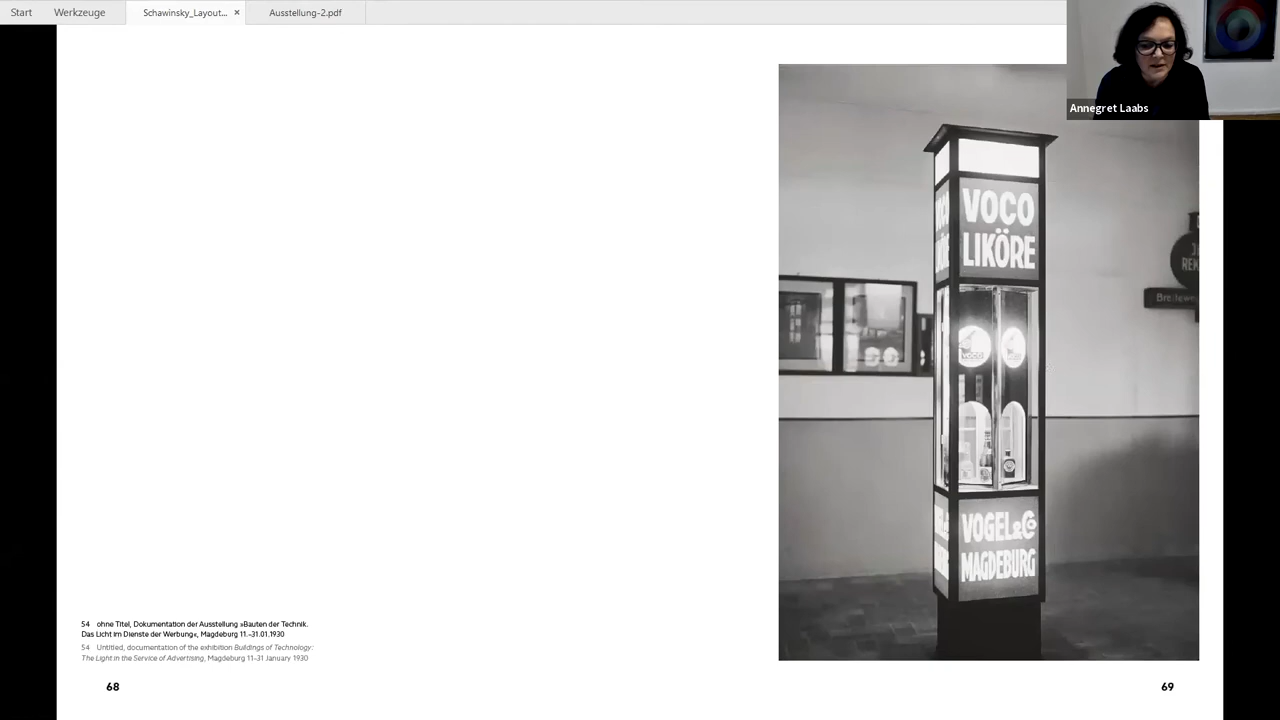 Start Werkzeuge Schawinsky_Layout... × Ausstellung-2.pdf
Annegret Laabs
VOCO
LIKÖRE
VOCO
VOGEL&Co
MAGDEBURG
54 ohne Titel, Dokumentation der Ausstellung »Bauten der Technik.
Das Licht im Dienste der Werbung«, Magdeburg 11.–31.01.1930
54 Untitled, documentation of the exhibition Buildings of Technology:
The Light in the Service of Advertising, Magdeburg 11–31 January 1930
68
69